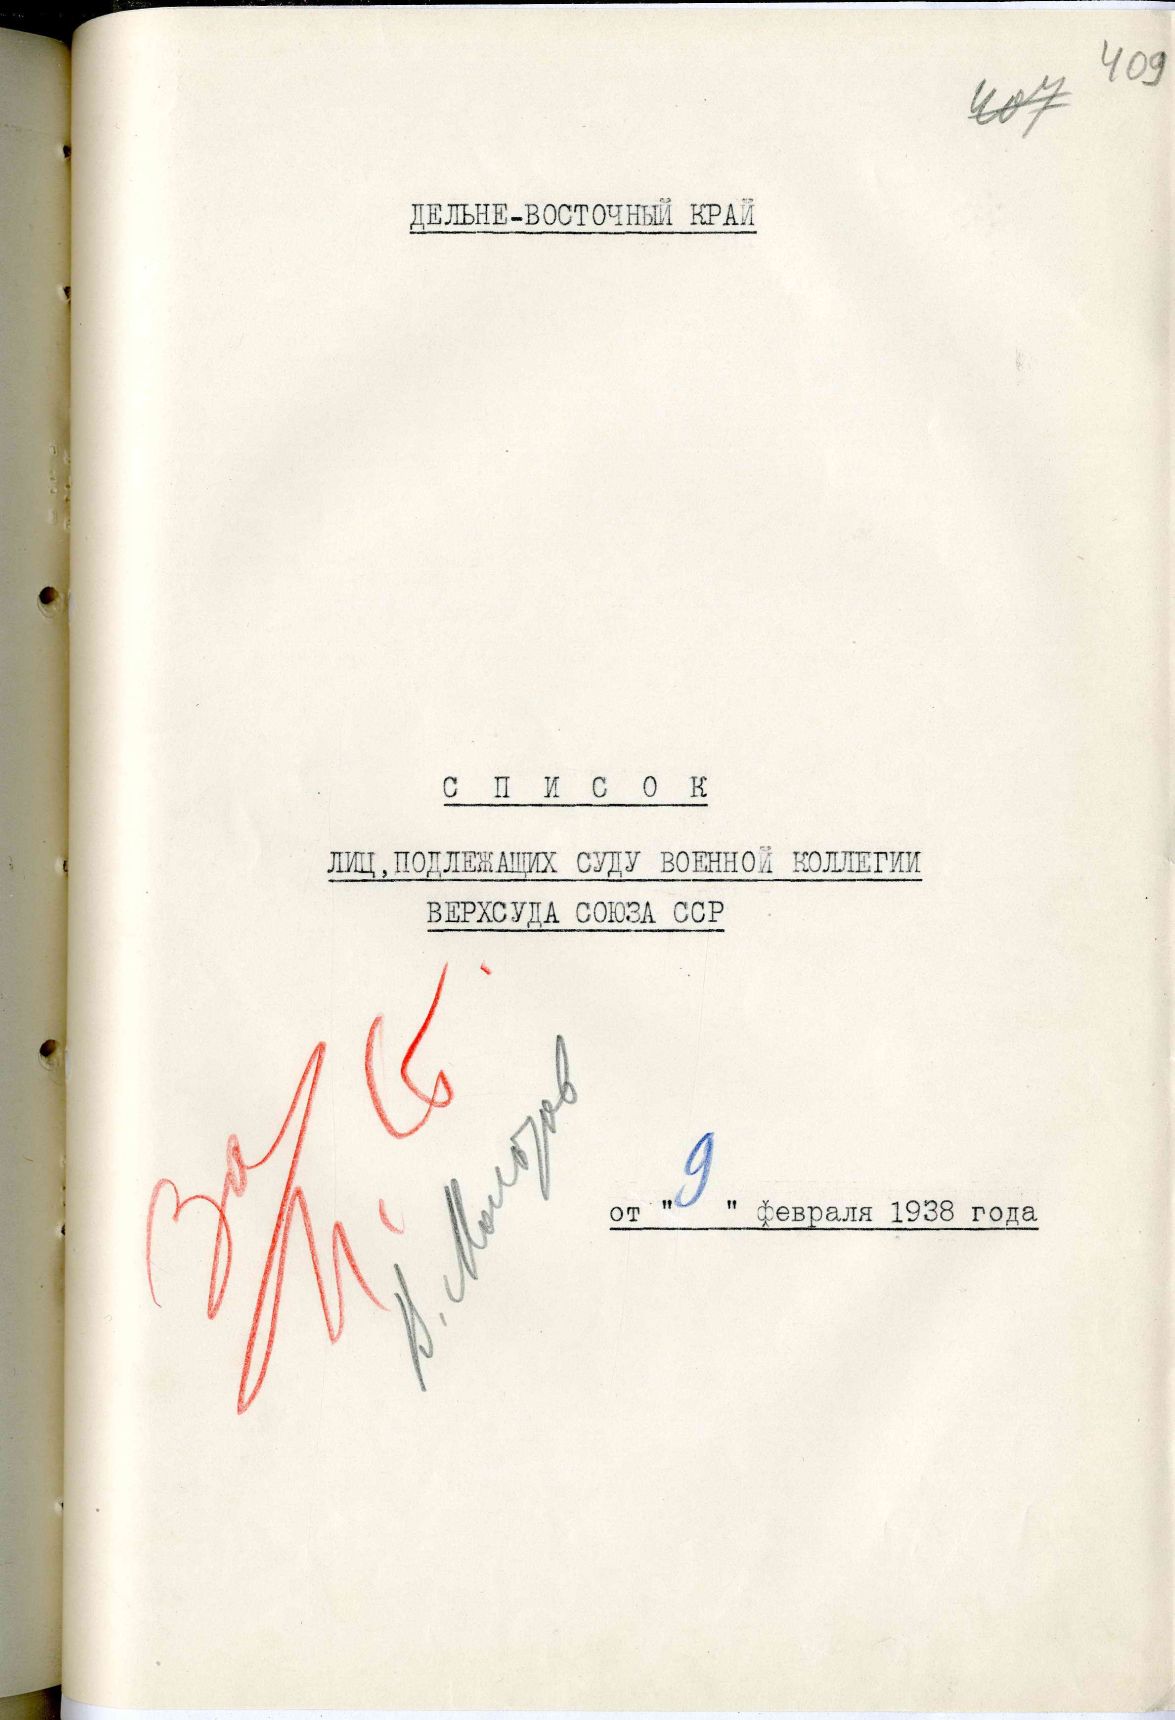 409
407
ДЕЛЬНЕ-ВОСТОЧНЫЙ КРАЙ
С П И С О К
ЛИЦ, ПОДЛЕЖАЩИХ СУДУ ВОЕННОЙ КОЛЛЕГИИ
ВЕРХСУДА СОЮЗА ССР
За
В. Молотов
от "9" февраля 1938 года